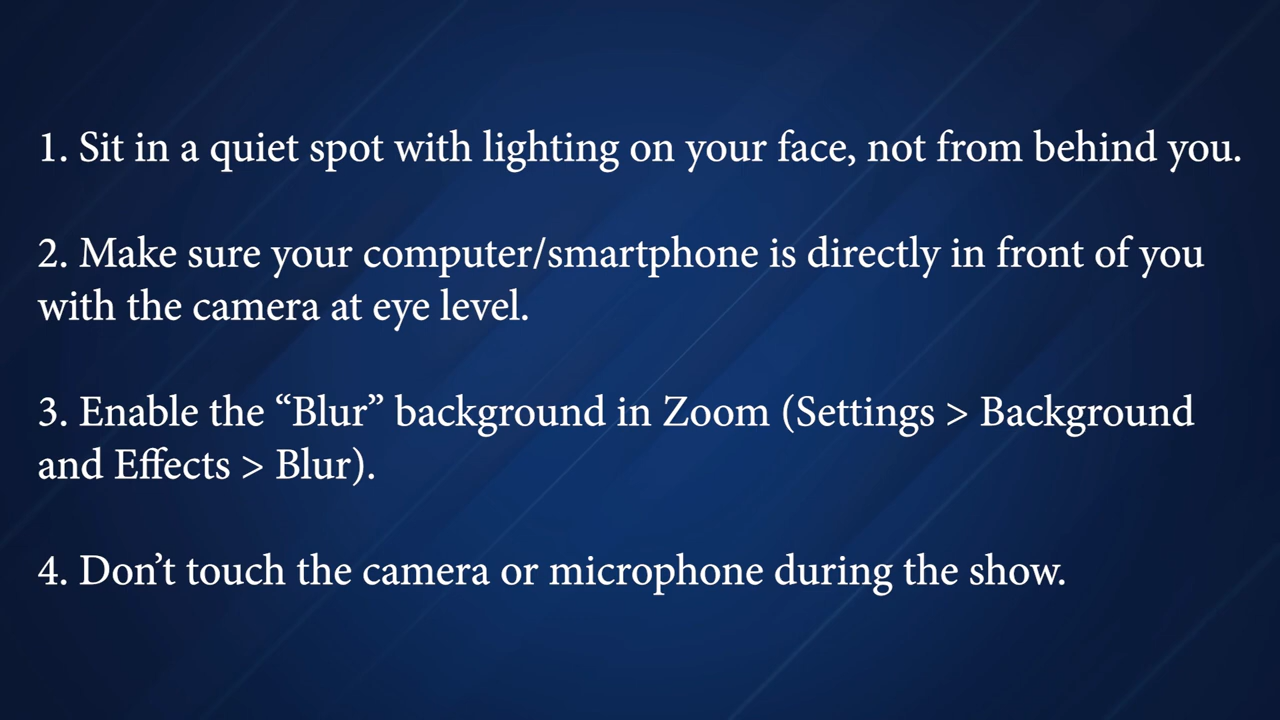 1. Sit in a quiet spot with lighting on your face, not from behind you.
2. Make sure your computer/smartphone is directly in front of you
with the camera at eye level.
3. Enable the “Blur” background in Zoom (Settings > Background
and Effects > Blur).
4. Don’t touch the camera or microphone during the show.